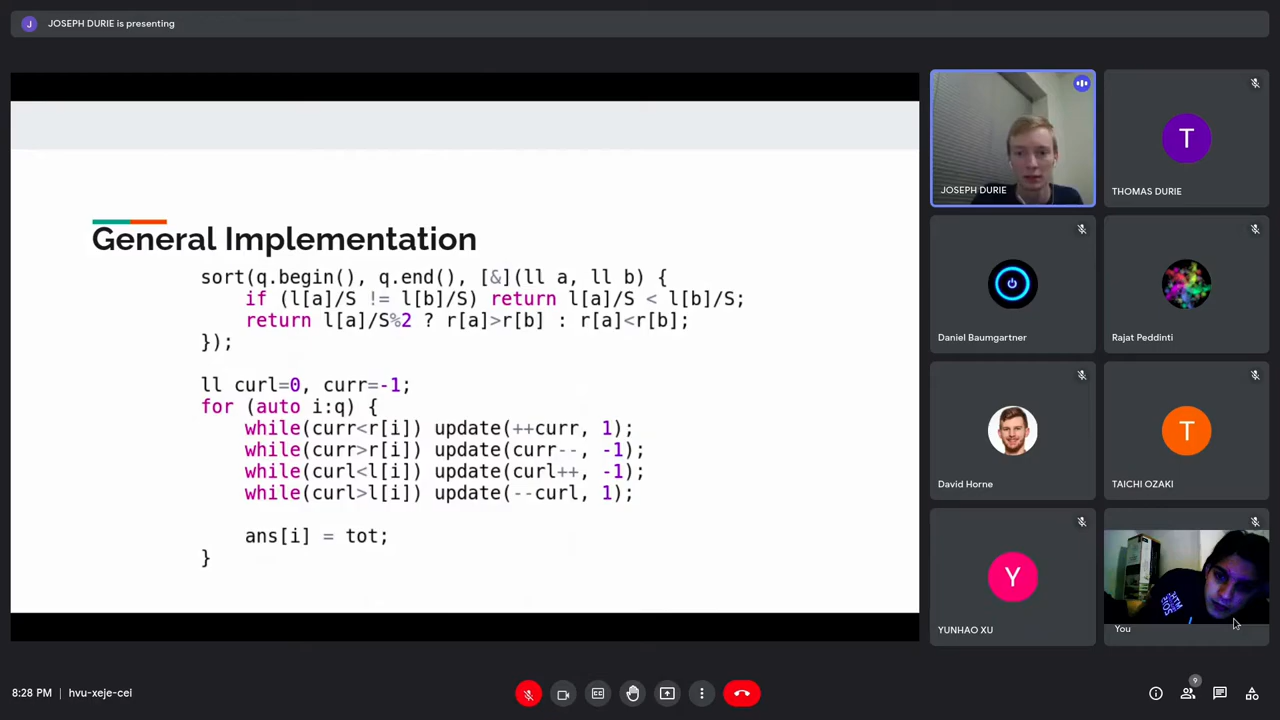 J JOSEPH DURIE is presenting
General Implementation
sort(q.begin(), q.end(), [&](ll a, ll b) {
if (l[a]/S != l[b]/S) return l[a]/S < l[b]/S;
return l[a]/S%2 ? r[a]>r[b] : r[a]<r[b];
});
ll curl=0, curr=-1;
for (auto i:q) {
while(curr<r[i]) update(++curr, 1);
while(curr>r[i]) update(curr--, -1);
while(curl<l[i]) update(curl++, -1);
while(curl>l[i]) update(--curl, 1);
ans[i] = tot;
}
JOSEPH DURIE
T
THOMAS DURIE
Daniel Baumgartner
Rajat Peddinti
David Horne
T
TAICHI OZAKI
Y
YUNHAO XU
You
8:28 PM | hvu-xeje-cei
CC
9